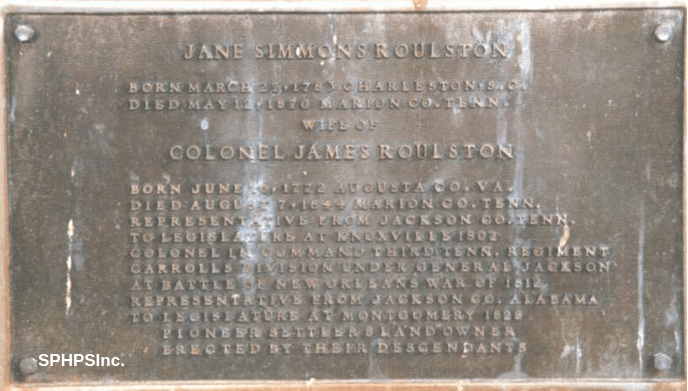 JANE SIMMONS ROULSTON
BORN MARCH 27, 1783 CHARLESTON S.C.
DIED MAY 12, 1870 MARION CO. TENN.
WIFE OF
COLONEL JAMES ROULSTON
BORN JUNE 1772 AUGUSTA CO. VA.
DIED AUGUST 7, 1844 MARION CO. TENN.
REPRESENTATIVE FROM JACKSON CO. TENN.
TO LEGISLATURE AT KNOXVILLE 1802
COLONEL IN COMMAND THIRD TENN. REGIMENT
CARROLLS DIVISION UNDER GENERAL JACKSON
AT BATTLE OF NEW ORLEANS WAR OF 1812
REPRESENTATIVE FROM JACKSON CO. ALABAMA
TO LEGISLATURE AT MONTGOMERY 1828
PIONEER SETTLERS LAND OWNER
ERECTED BY THEIR DESCENDANTS
SPHPSInc.